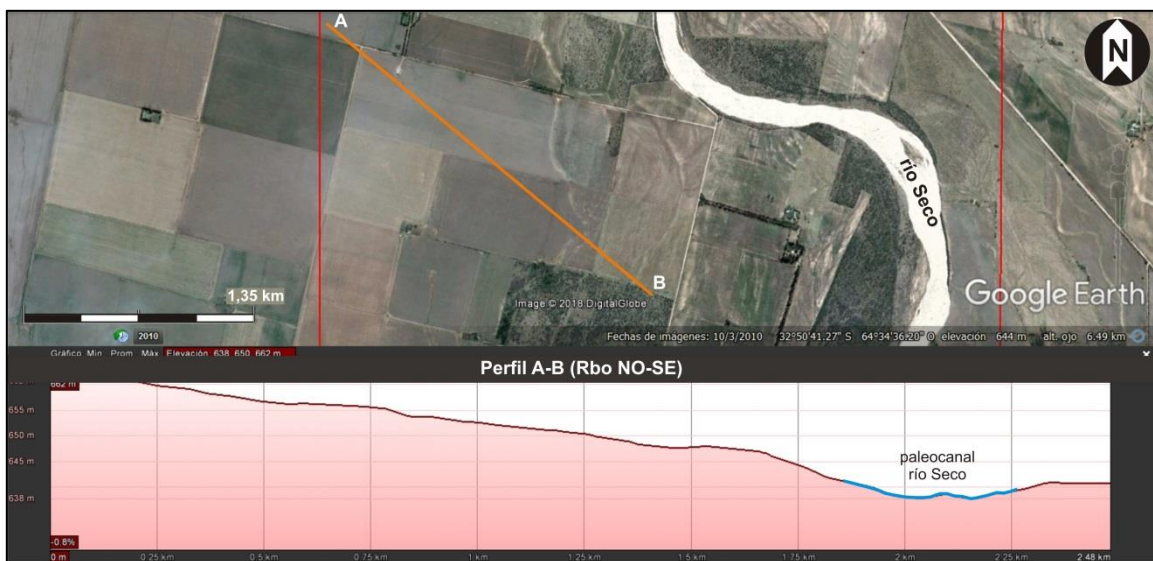 A
N
río Seco
B
1,35 km
Image © 2018 DigitalGlobe
Google Earth
2010
Fechas de imágenes: 10/3/2010 32°50'41.27" S 64°34'36.20" O elevación 644 m alt. ojo 6.49 km
Gráfico Mín Prom Máx Elevación 638 650 662 m
Perfil A-B (Rbo NO-SE)
662 m
655 m
650 m
645 m
638 m
paleocanal
río Seco
-0.8%
0 m 0.25 km 0.5 km 0.75 km 1 km 1.25 km 1.5 km 1.75 km 2 km 2.25 km 2.48 km